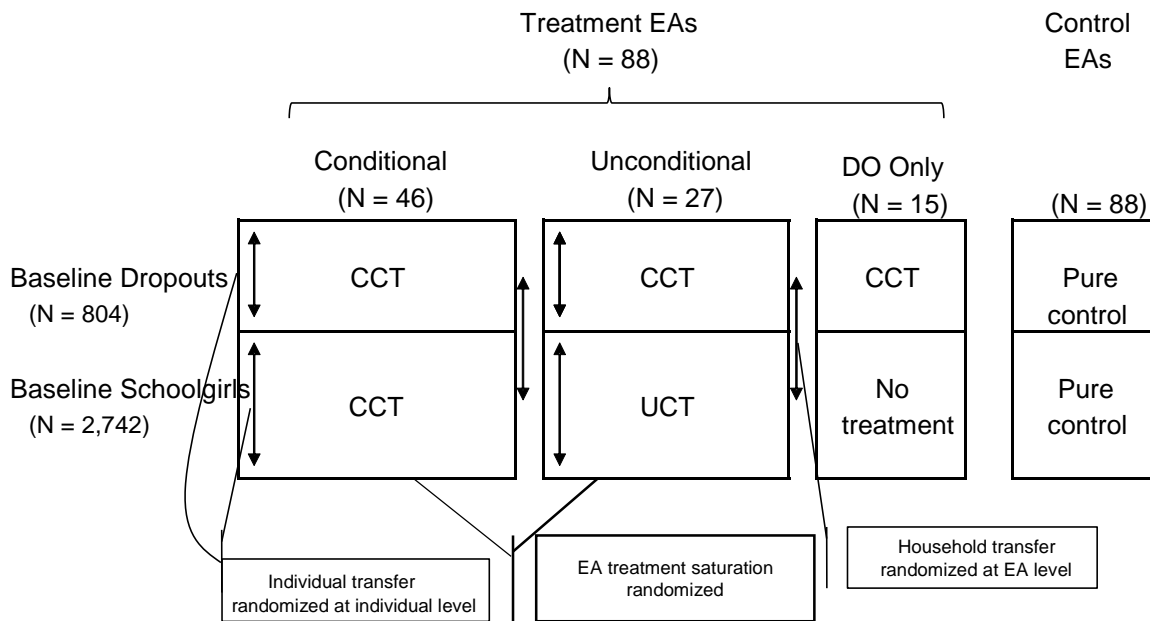 Treatment EAs
(N = 88)
Control
EAs
Conditional
(N = 46)
Unconditional
(N = 27)
DO Only
(N = 15)
(N = 88)
Baseline Dropouts
(N = 804)
CCT
CCT
CCT
Pure
control
Baseline Schoolgirls
(N = 2,742)
CCT
UCT
No
treatment
Pure
control
Individual transfer
randomized at individual level
EA treatment saturation
randomized
Household transfer
randomized at EA level